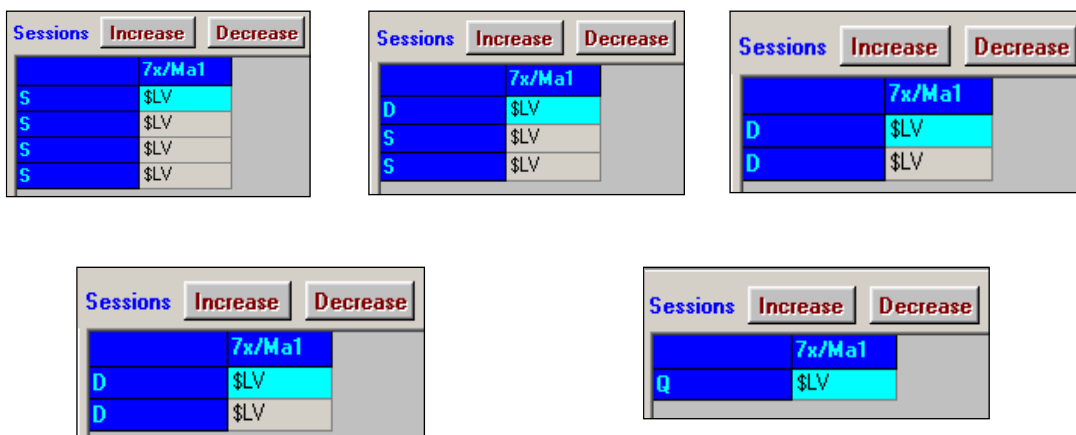 Sessions Increase Decrease
7x/Ma1
S $LV
S $LV
S $LV
S $LV
Sessions Increase Decrease
7x/Ma1
D $LV
S $LV
S $LV
Sessions Increase Decrease
7x/Ma1
D $LV
D $LV
Sessions Increase Decrease
7x/Ma1
D $LV
D $LV
Sessions Increase Decrease
7x/Ma1
Q $LV